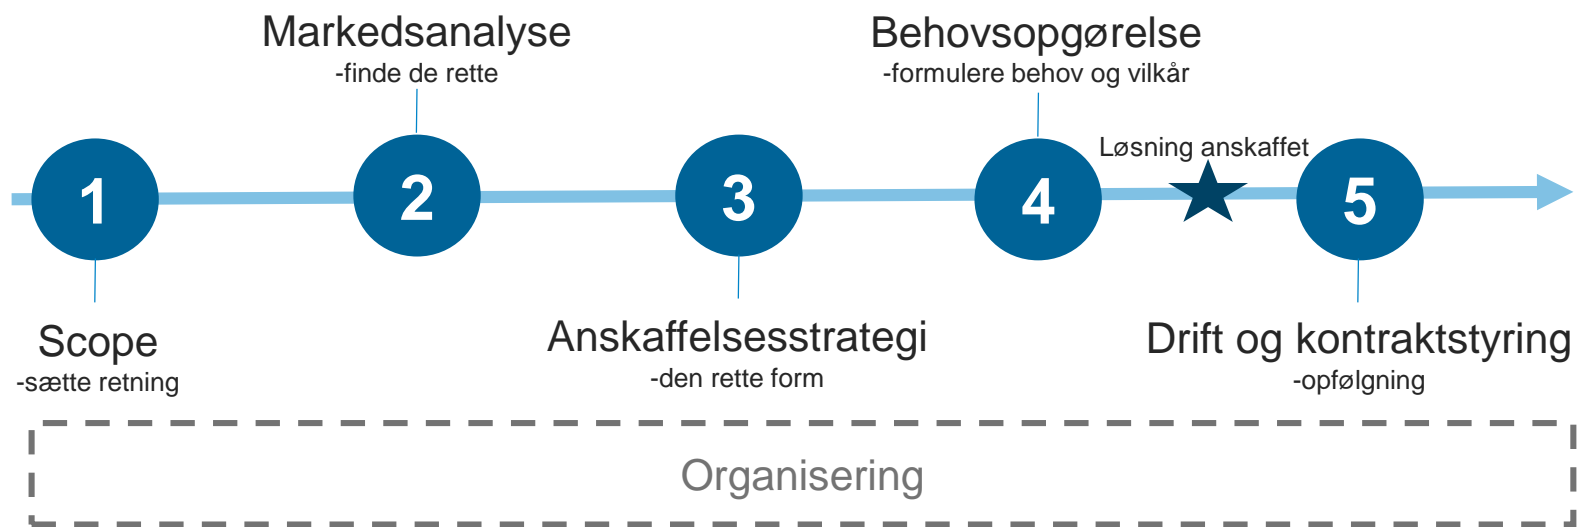 Markedsanalyse
-finde de rette
Behovsopgørelse
-formulere behov og vilkår
Løsning anskaffet
1
2
3
4
5
Scope
-sætte retning
Anskaffelsesstrategi
-den rette form
Drift og kontraktstyring
-opfølgning
Organisering